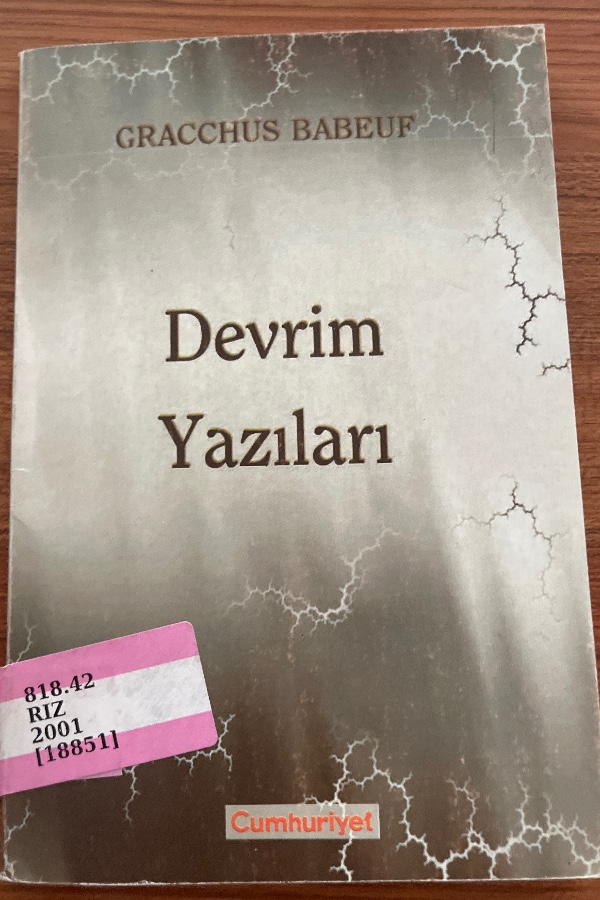 GRACCHUS BABEUF
Devrim
Yazıları
818.42
RIZ
2001
[18851]
Cumhuriyet